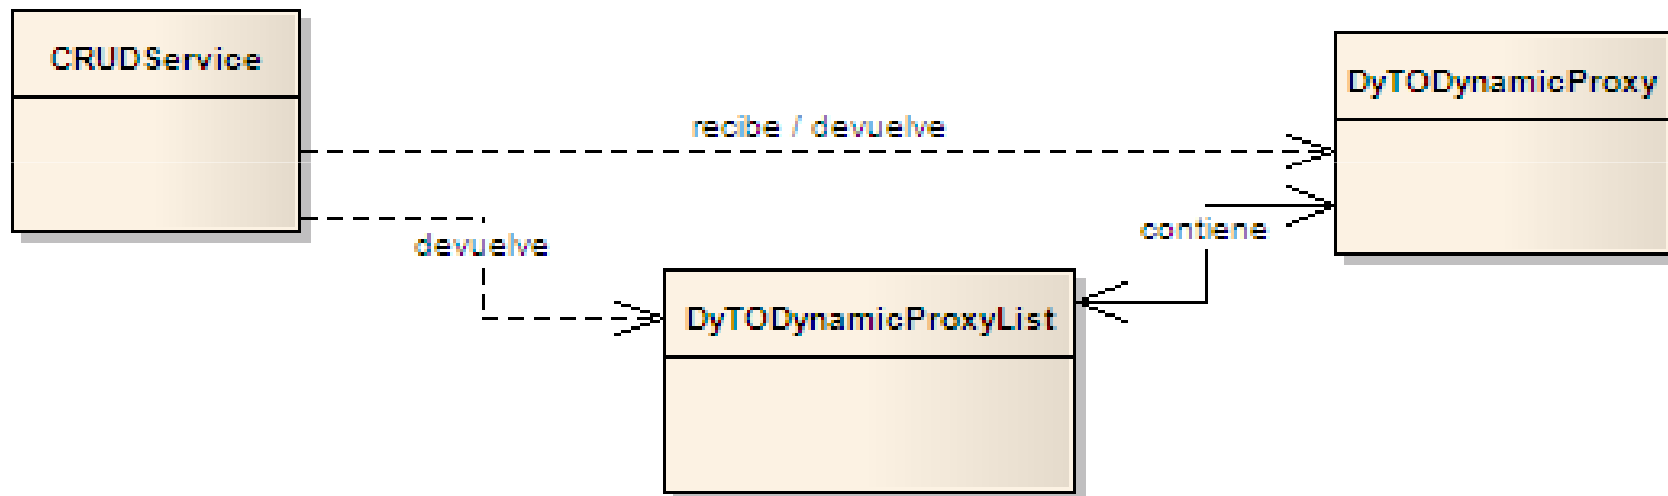 CRUDService
DyTODynamicProxy
recibe / devuelve
contiene
devuelve
DyTODynamicProxyList